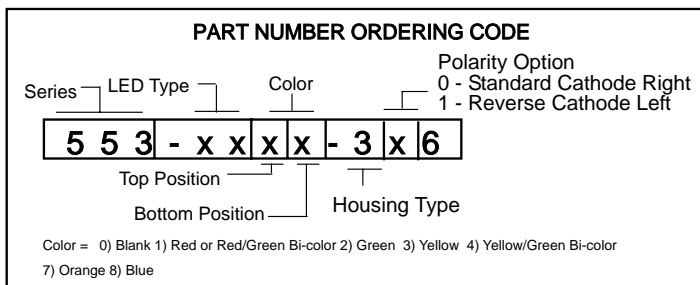 PART NUMBER ORDERING CODE
Polarity Option
0 - Standard Cathode Right
1 - Reverse Cathode Left
Series
LED Type
Color
5 5 3 - x x x x - 3 x 6
Top Position
Bottom Position
Housing Type
Color = 0) Blank 1) Red or Red/Green Bi-color 2) Green 3) Yellow 4) Yellow/Green Bi-color
7) Orange 8) Blue